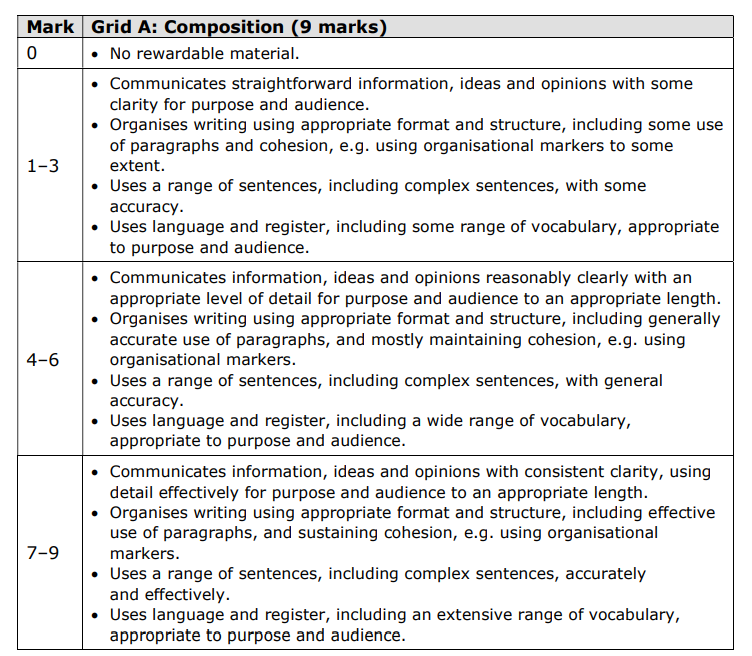 Mark Grid A: Composition (9 marks)
0 • No rewardable material.
• Communicates straightforward information, ideas and opinions with some
clarity for purpose and audience.
• Organises writing using appropriate format and structure, including some use
of paragraphs and cohesion, e.g. using organisational markers to some
extent.
1–3
• Uses a range of sentences, including complex sentences, with some
accuracy.
• Uses language and register, including some range of vocabulary, appropriate
to purpose and audience.
• Communicates information, ideas and opinions reasonably clearly with an
appropriate level of detail for purpose and audience to an appropriate length.
• Organises writing using appropriate format and structure, including generally
accurate use of paragraphs, and mostly maintaining cohesion, e.g. using
4–6 organisational markers.
• Uses a range of sentences, including complex sentences, with general
accuracy.
• Uses language and register, including a wide range of vocabulary,
appropriate to purpose and audience.
• Communicates information, ideas and opinions with consistent clarity, using
detail effectively for purpose and audience to an appropriate length.
• Organises writing using appropriate format and structure, including effective
use of paragraphs, and sustaining cohesion, e.g. using organisational
7–9 markers.
• Uses a range of sentences, including complex sentences, accurately
and effectively.
• Uses language and register, including an extensive range of vocabulary,
appropriate to purpose and audience.